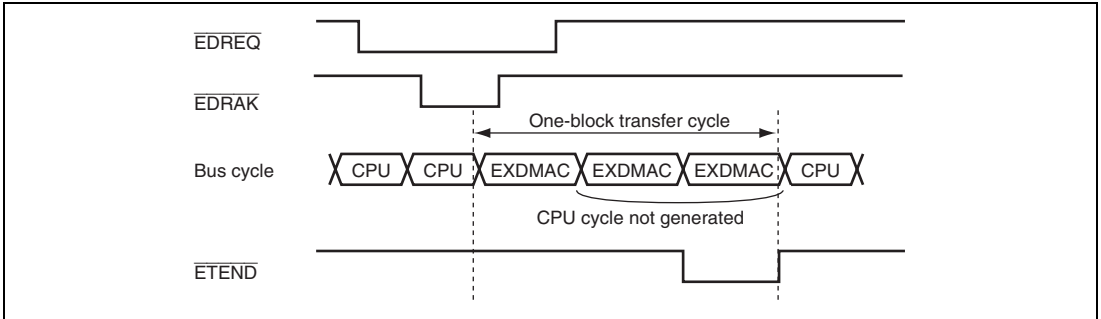 EDREQ
EDRAK
One-block transfer cycle
Bus cycle CPU CPU EXDMAC EXDMAC EXDMAC CPU
CPU cycle not generated
ETEND